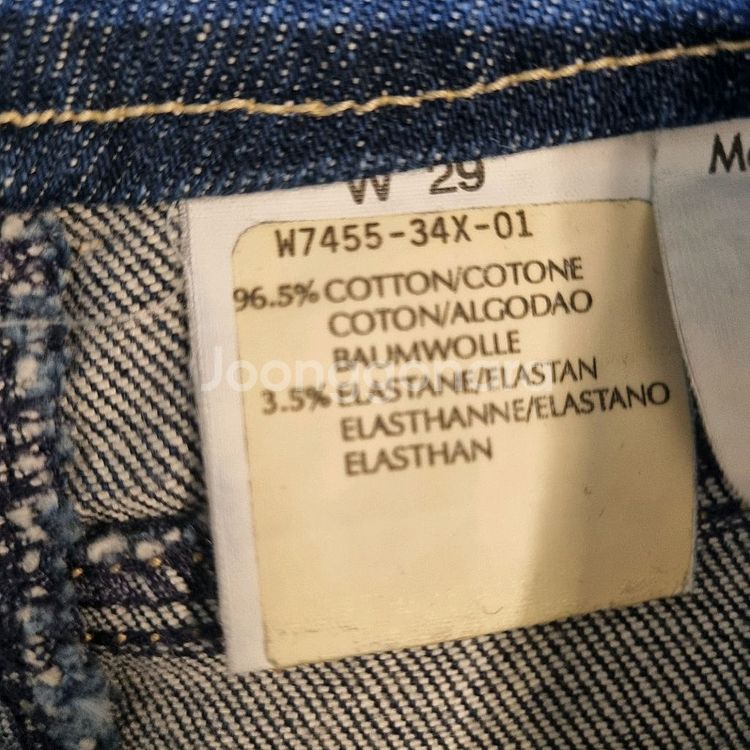 W 29
W7455-34X-01
96.5% COTTON/COTONE
COTON/ALGODAO
BAUMWOLLE
3.5% ELASTANE/ELASTAN
ELASTHANNE/ELASTANO
ELASTHAN